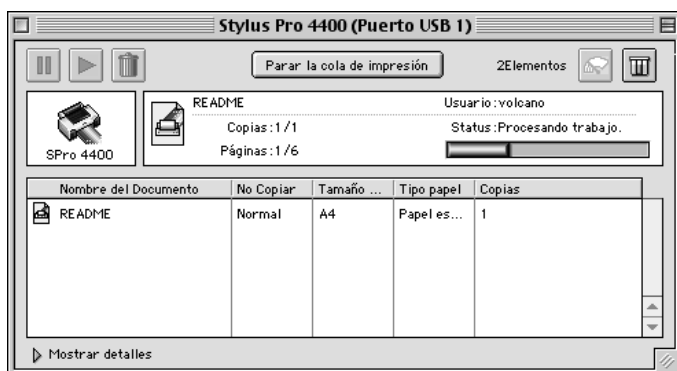 Stylus Pro 4400 (Puerto USB 1)
Parar la cola de impresión 2Elementos
README Usuario:volcano
Copias:1/1 Status:Procesando trabajo.
SPro 4400 Páginas:1/6
Nombre del Documento No Copiar Tamaño ... Tipo papel Copias
README Normal A4 Papel es... 1
Mostrar detalles